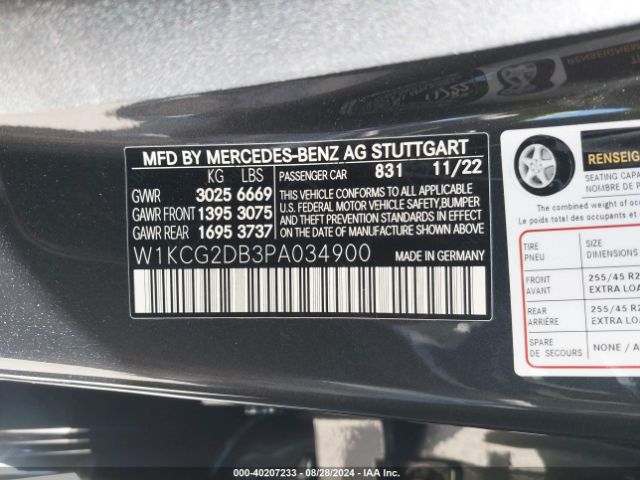 MFD BY MERCEDES-BENZ AG STUTTGART
KG LBS PASSENGER CAR 831 11/22
GVWR 3025 6669
GAWR FRONT 1395 3075
GAWR REAR 1695 3737
THIS VEHICLE CONFORMS TO ALL APPLICABLE
U.S. FEDERAL MOTOR VEHICLE SAFETY,BUMPER
AND THEFT PREVENTION STANDARDS IN EFFECT
ON THE DATE OF MANUFACTURE SHOWN ABOVE.
W1KCG2DB3PA034900 MADE IN GERMANY
RENSEIGN
SEATING CAPA
NOMBRE DE P
The combined weight of
Le poids total des occupants et
TIRE SIZE
PNEU DIMENSIONS
FRONT 255/45 R2
AVANT EXTRA LOA
REAR 255/45 R2
ARRIÈRE EXTRA LOA
SPARE NONE / A
DE SECOURS
000-40207233 - 08/28/2024 - IAA Inc.